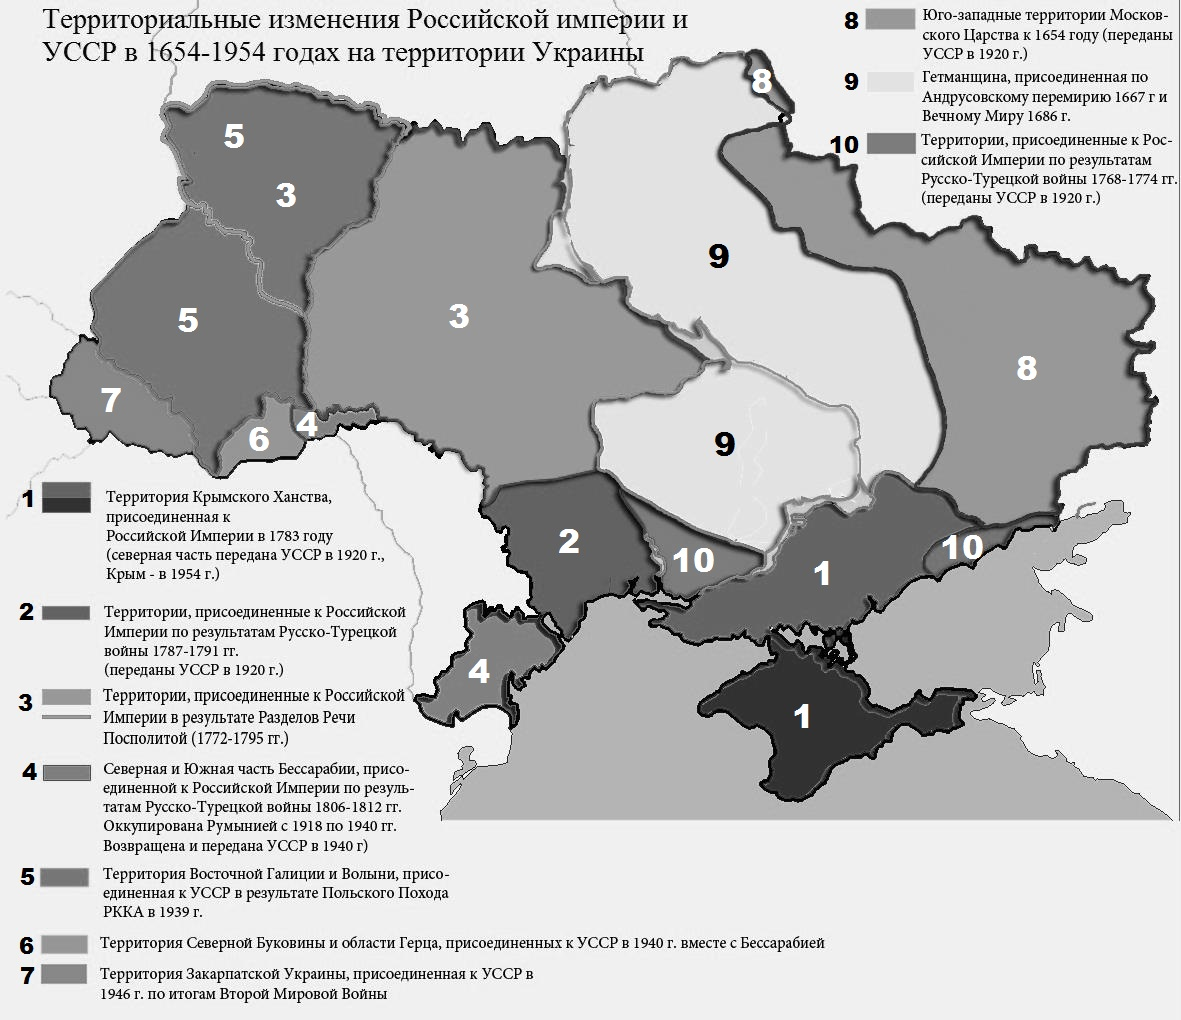 Территориальные изменения Российской империи и
УССР в 1654-1954 годах на территории Украины
8
Юго-западные территории Москов-
ского Царства к 1654 году (переданы
УССР в 1920 г.)
9
Гетманщина, присоединенная по
Андрусовскому перемирию 1667 г и
Вечному Миру 1686 г.
10
Территории, присоединенные к Рос-
сийской Империи по результатам
Русско-Турецкой войны 1768-1774 гг.
(переданы УССР в 1920 г.)
8
5
3
9
5
3
8
7
6
4
9
2
10
10
1
4
1
1
Территория Крымского Ханства,
присоединенная к
Российской Империи в 1783 году
(северная часть передана УССР в 1920 г.,
Крым - в 1954 г.)
2
Территории, присоединенные к Российской
Империи по результатам Русско-Турецкой
войны 1787-1791 гг.
(переданы УССР в 1920 г.)
3
Территории, присоединенные к Российской
Империи в результате Разделов Речи
Посполитой (1772-1795 гг.)
4
Северная и Южная часть Бессарабии, присо-
единенной к Российской Империи по резуль-
татам Русско-Турецкой войны 1806-1812 гг.
Оккупирована Румынией с 1918 по 1940 гг.
Возвращена и передана УССР в 1940 г)
5
Территория Восточной Галиции и Волыни, присо-
единенная к УССР в результате Польского Похода
РККА в 1939 г.
6
Территория Северной Буковины и области Герца, присоединенных к УССР в 1940 г. вместе с Бессарабией
7
Территория Закарпатской Украины, присоединенная к УССР в
1946 г. по итогам Второй Мировой Войны